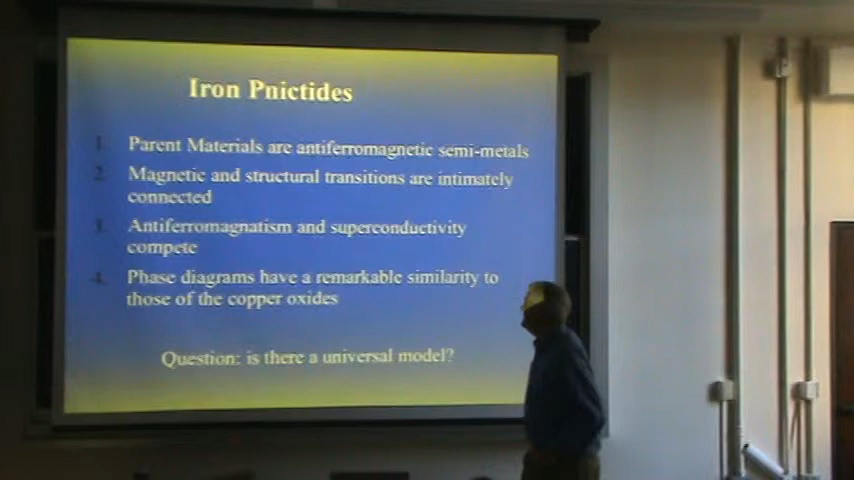 Iron Pnictides
1. Parent Materials are antiferromagnetic semi-metals
2. Magnetic and structural transitions are intimately
connected
3. Antiferromagnatism and superconductivity
compete
4. Phase diagrams have a remarkable similarity to
those of the copper oxides
Question: is there a universal model?